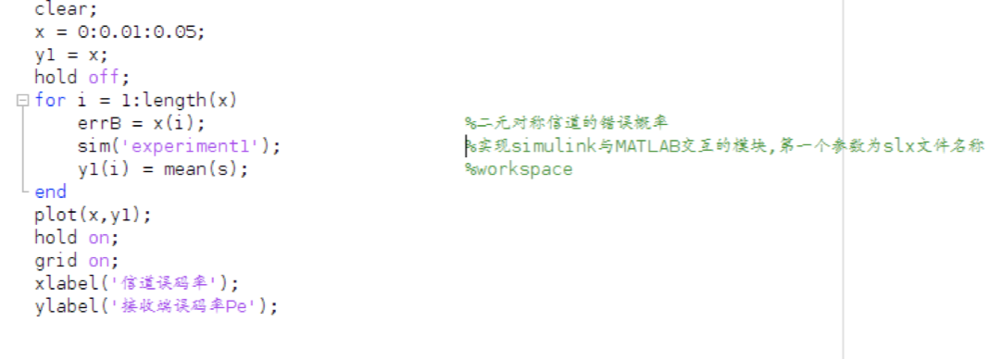 clear;
x = 0:0.01:0.05;
y1 = x;
hold off;
for i = 1:length(x)
errB = x(i); %二元对称信道的错误概率
sim('experiment1'); %实现simulink与MATLAB交互的模块,第一个参数为slx文件名称
y1(i) = mean(s); %workspace
end
plot(x,y1);
hold on;
grid on;
xlabel('信道误码率');
ylabel('接收端误码率Pe');